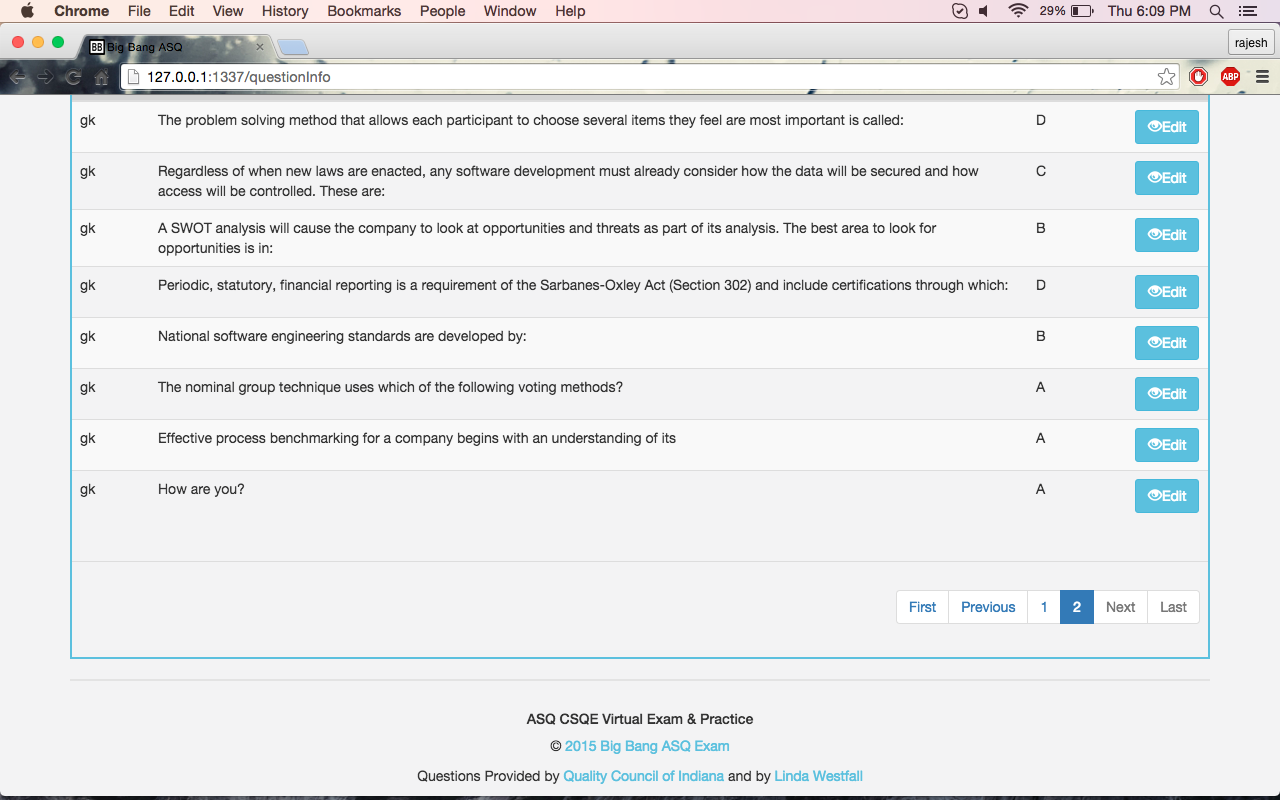 Chrome File Edit View History Bookmarks People Window Help 29% Thu 6:09 PM
BB Big Bang ASQ × rajesh
127.0.0.1:1337/questionInfo ABP
gk The problem solving method that allows each participant to choose several items they feel are most important is called: D Edit
gk Regardless of when new laws are enacted, any software development must already consider how the data will be secured and how C Edit
access will be controlled. These are:
gk A SWOT analysis will cause the company to look at opportunities and threats as part of its analysis. The best area to look for B Edit
opportunities is in:
gk Periodic, statutory, financial reporting is a requirement of the Sarbanes-Oxley Act (Section 302) and include certifications through which: D Edit
gk National software engineering standards are developed by: B Edit
gk The nominal group technique uses which of the following voting methods? A Edit
gk Effective process benchmarking for a company begins with an understanding of its A Edit
gk How are you? A Edit
First Previous 1 2 Next Last
ASQ CSQE Virtual Exam & Practice
© 2015 Big Bang ASQ Exam
Questions Provided by Quality Council of Indiana and by Linda Westfall